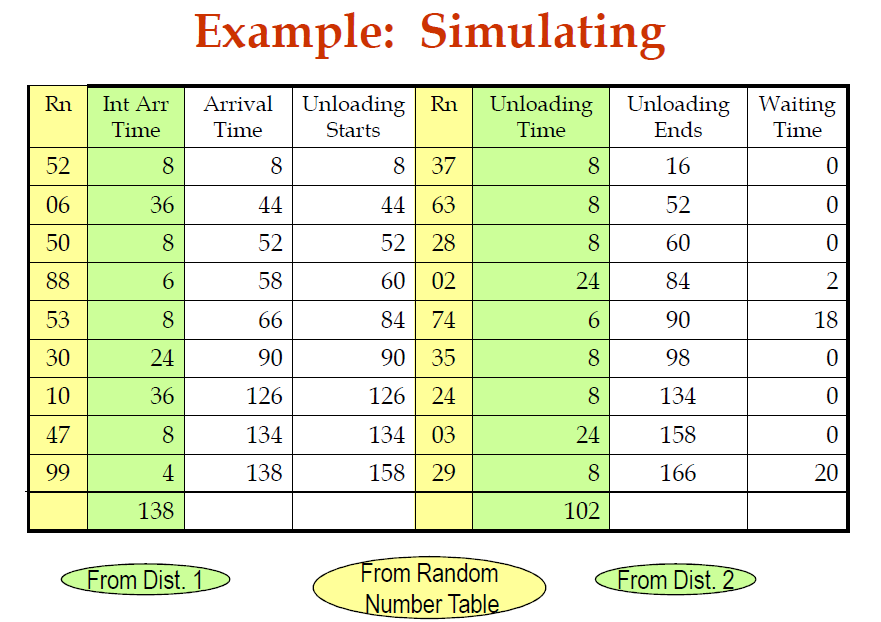 Example: Simulating
Rn Int Arr Time Arrival Time Unloading Starts Rn Unloading Time Unloading Ends Waiting Time
52 8 8 8 37 8 16 0
06 36 44 44 63 8 52 0
50 8 52 52 28 8 60 0
88 6 58 60 02 24 84 2
53 8 66 84 74 6 90 18
30 24 90 90 35 8 98 0
10 36 126 126 24 8 134 0
47 8 134 134 03 24 158 0
99 4 138 158 29 8 166 20
138 102
From Dist. 1
From Random
Number Table
From Dist. 2